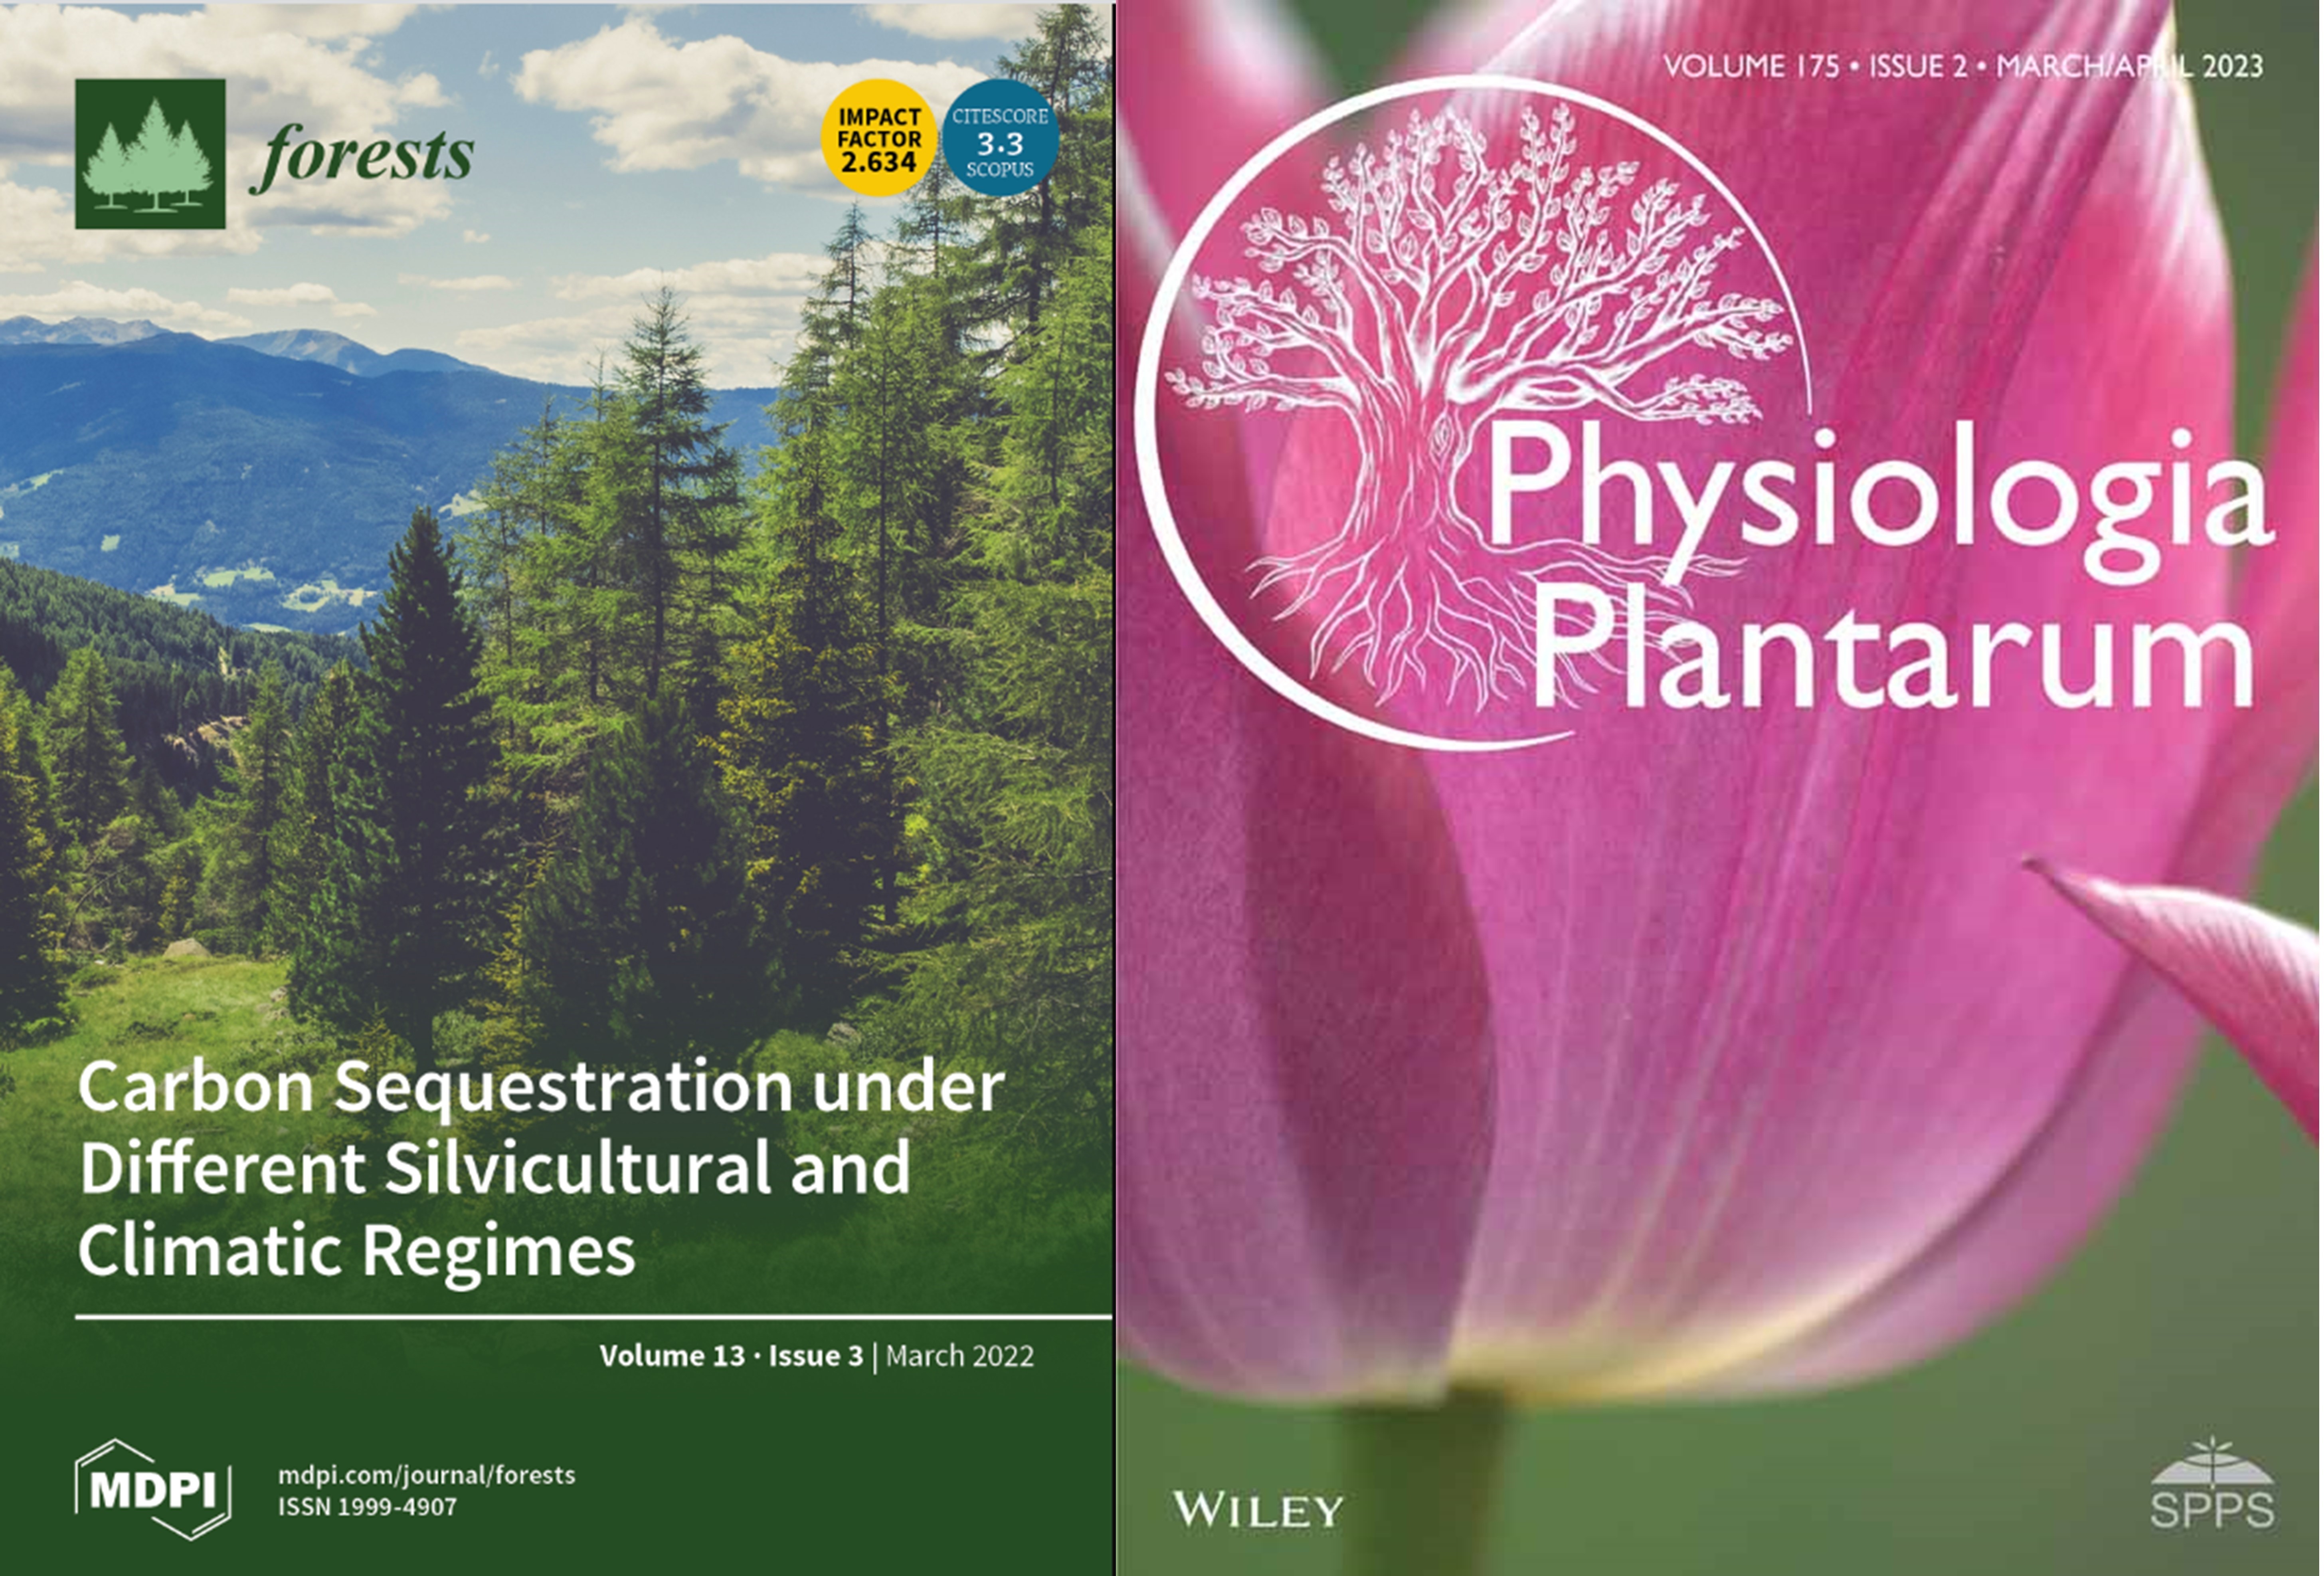 forests
IMPACT
FACTOR
2.634
CITESCORE
3.3
SCOPUS
Carbon Sequestration under
Different Silvicultural and
Climatic Regimes
Volume 13 · Issue 3 | March 2022
MDPI
mdpi.com/journal/forests
ISSN 1999-4907
VOLUME 175 • ISSUE 2 • MARCH/APRIL 2023
Physiologia
Plantarum
WILEY
SPPS